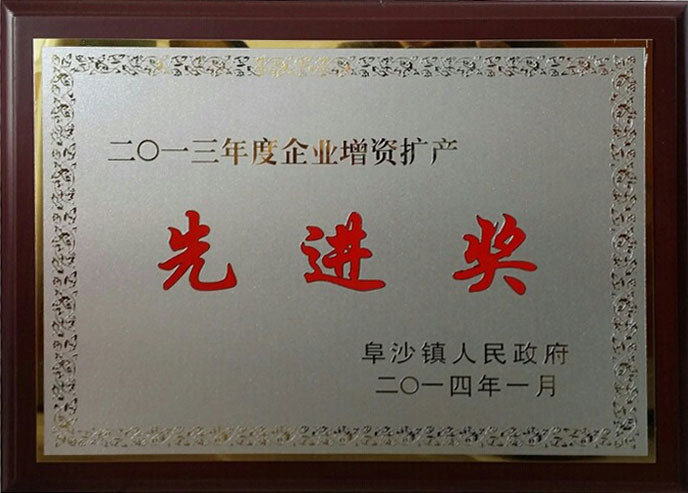 二〇一三年度企业增资扩产
先进奖
阜沙镇人民政府
二〇一四年一月